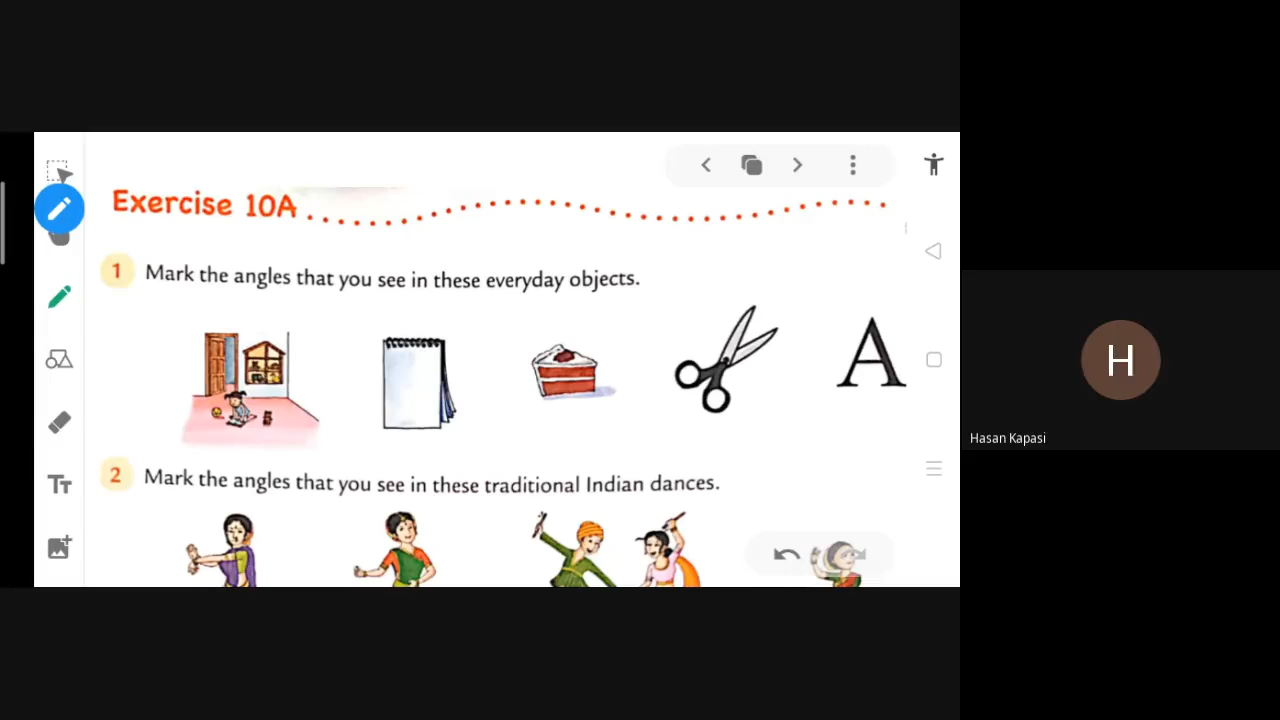 Exercise 10A
1 Mark the angles that you see in these everyday objects.
A
2 Mark the angles that you see in these traditional Indian dances.
TT
H
Hasan Kapasi